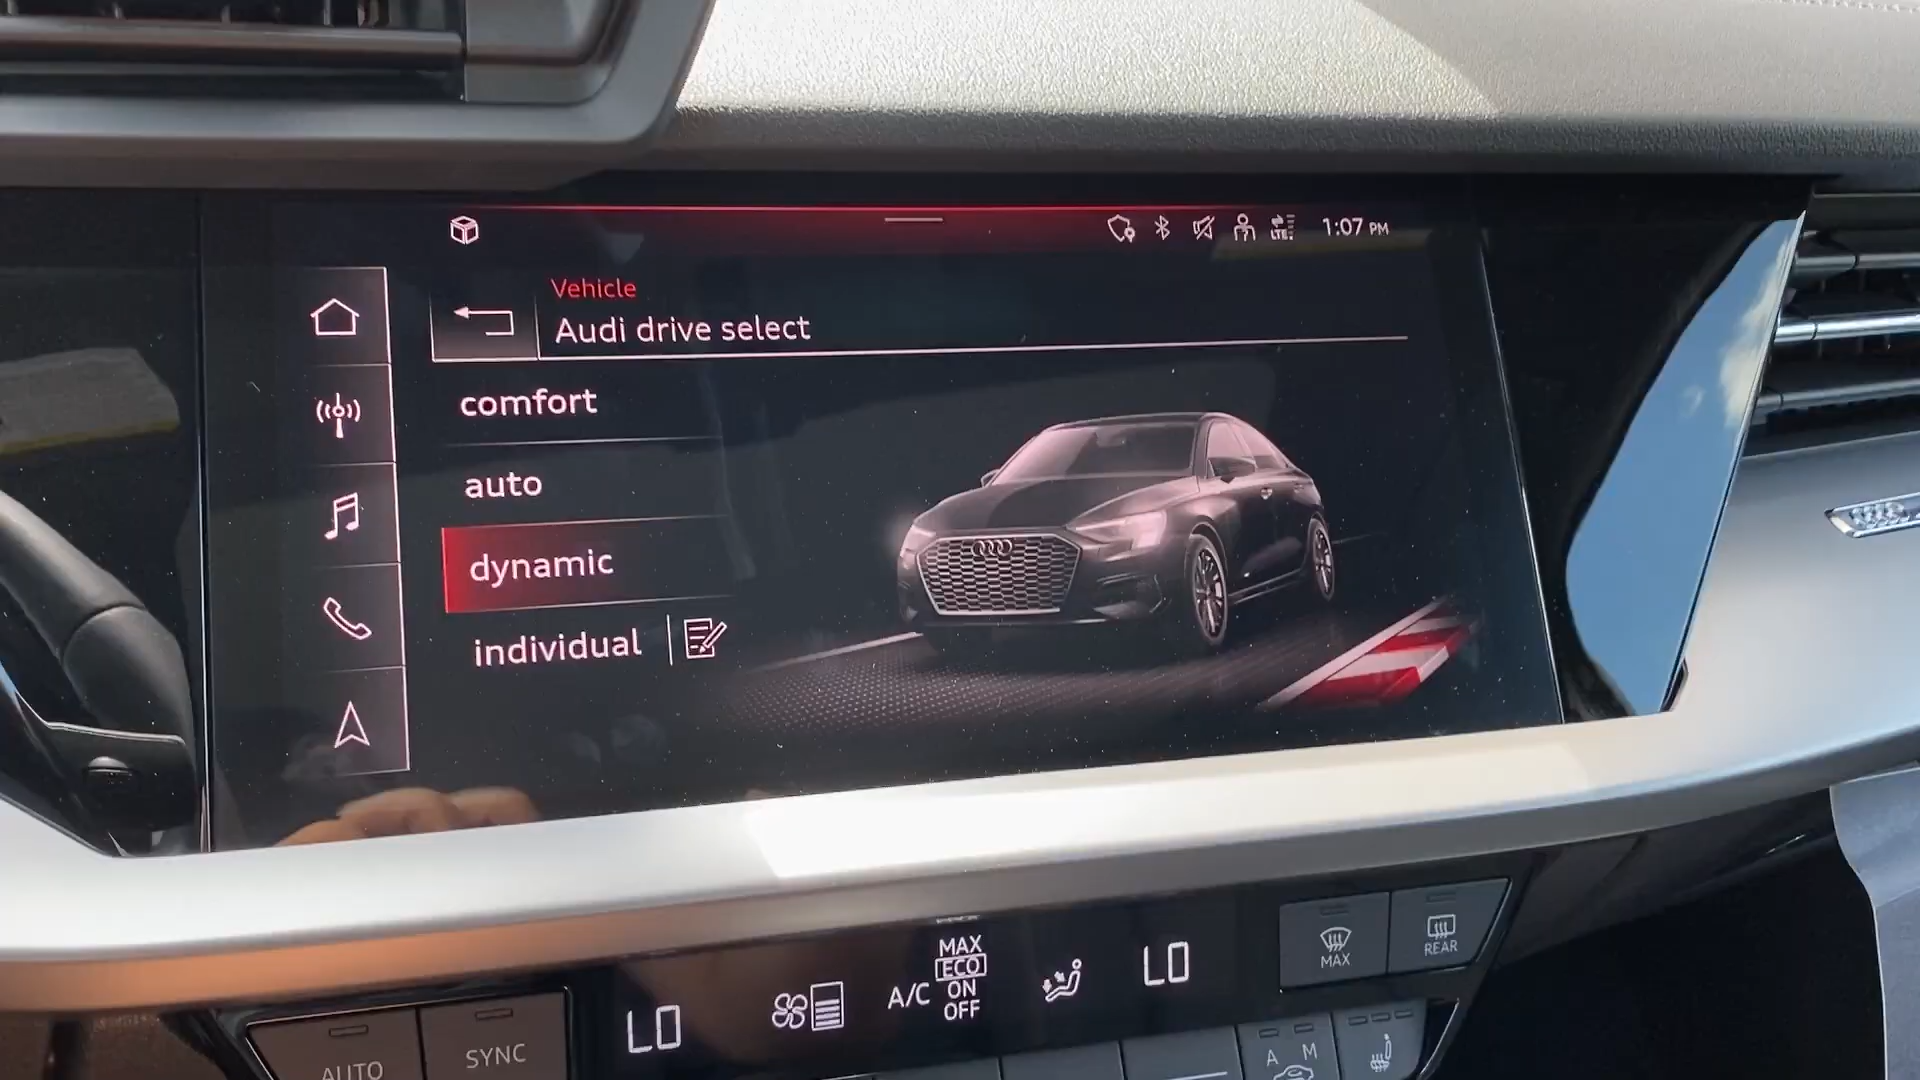 LTE
1:07 PM
Vehicle
Audi drive select
comfort
auto
dynamic
individual
MAX
ECO
ON
OFF
A/C
LO
LO
MAX
REAR
AUTO
SYNC
A M